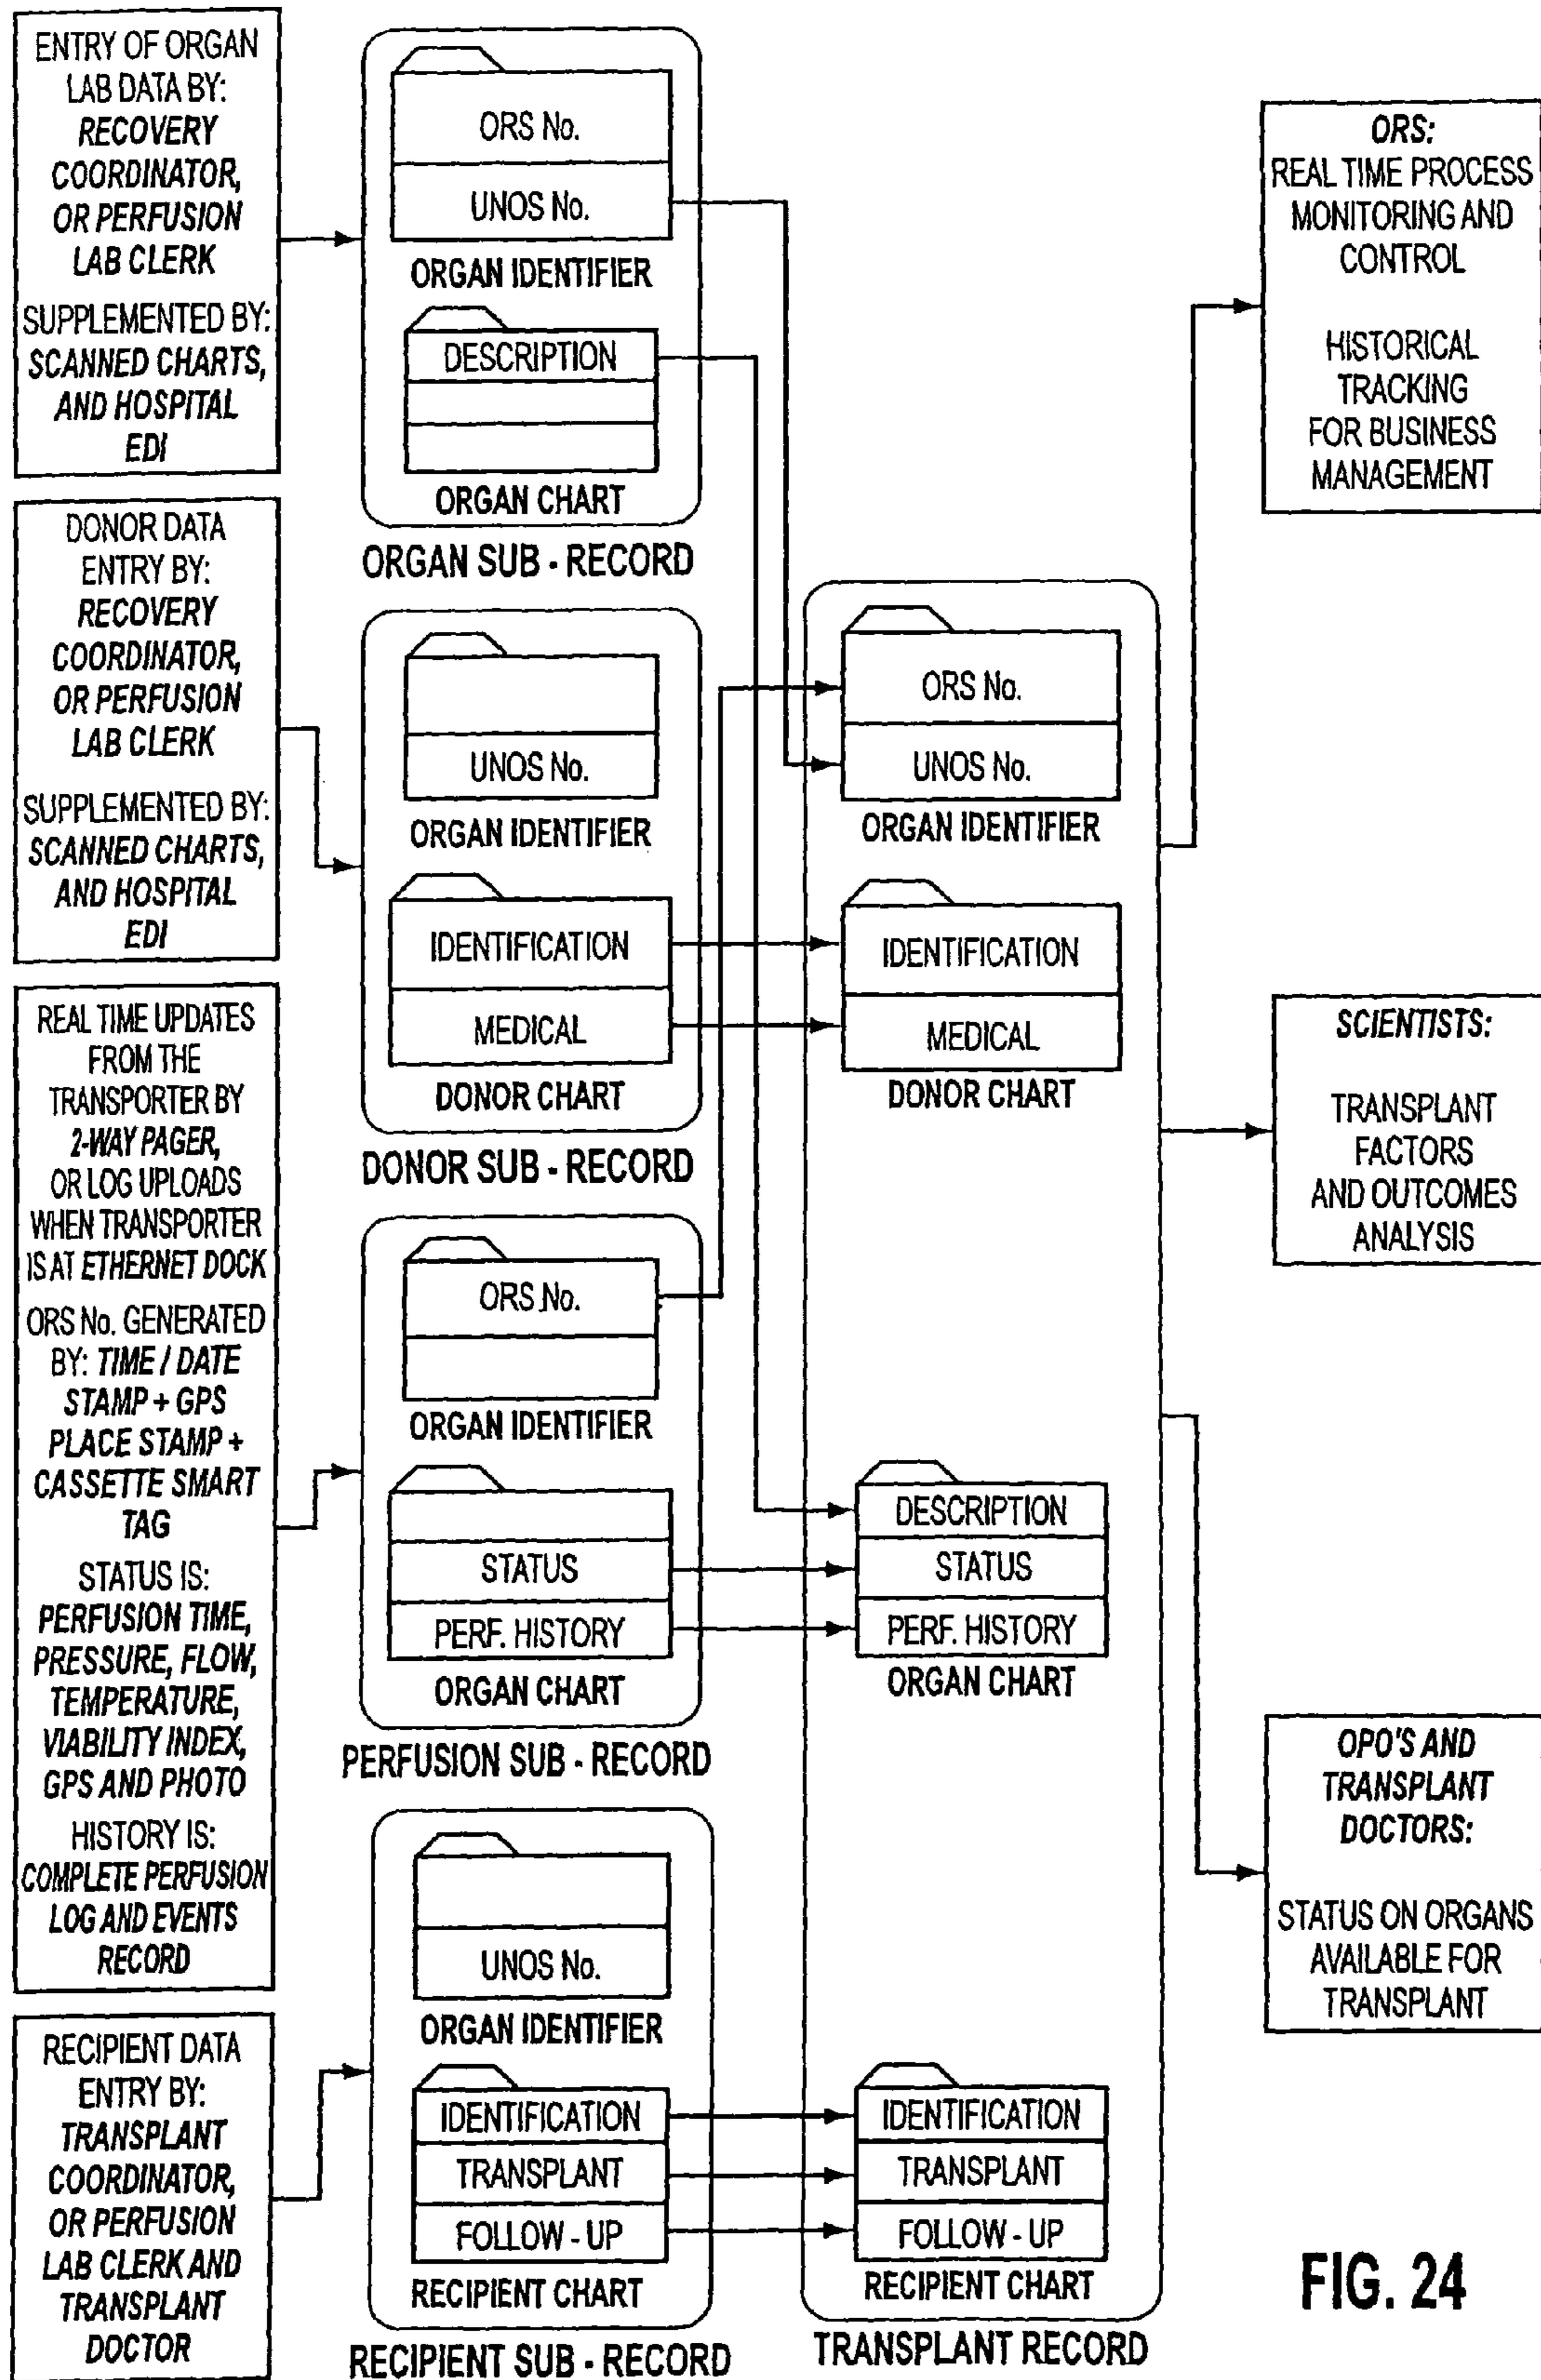 ENTRY OF ORGAN
LAB DATA BY:
RECOVERY
COORDINATOR,
OR PERFUSION
LAB CLERK
SUPPLEMENTED BY:
SCANNED CHARTS,
AND HOSPITAL
EDI
DONOR DATA
ENTRY BY:
RECOVERY
COORDINATOR,
OR PERFUSION
LAB CLERK
SUPPLEMENTED BY:
SCANNED CHARTS,
AND HOSPITAL
EDI
REAL TIME UPDATES
FROM THE
TRANSPORTER BY
2-WAY PAGER,
OR LOG UPLOADS
WHEN TRANSPORTER
IS AT ETHERNET DOCK
ORS No. GENERATED
BY: TIME / DATE
STAMP + GPS
PLACE STAMP +
CASSETTE SMART
TAG
STATUS IS:
PERFUSION TIME,
PRESSURE, FLOW,
TEMPERATURE,
VIABILITY INDEX,
GPS AND PHOTO
HISTORY IS:
COMPLETE PERFUSION
LOG AND EVENTS
RECORD
RECIPIENT DATA
ENTRY BY:
TRANSPLANT
COORDINATOR,
OR PERFUSION
LAB CLERK AND
TRANSPLANT
DOCTOR
ORS No.
UNOS No.
ORGAN IDENTIFIER
DESCRIPTION
ORGAN CHART
ORGAN SUB - RECORD
UNOS No.
ORGAN IDENTIFIER
IDENTIFICATION
MEDICAL
DONOR CHART
DONOR SUB - RECORD
ORS No.
ORGAN IDENTIFIER
STATUS
PERF. HISTORY
ORGAN CHART
PERFUSION SUB - RECORD
UNOS No.
ORGAN IDENTIFIER
IDENTIFICATION
TRANSPLANT
FOLLOW - UP
RECIPIENT CHART
RECIPIENT SUB - RECORD
ORS No.
UNOS No.
ORGAN IDENTIFIER
IDENTIFICATION
MEDICAL
DONOR CHART
DESCRIPTION
STATUS
PERF. HISTORY
ORGAN CHART
IDENTIFICATION
TRANSPLANT
FOLLOW - UP
RECIPIENT CHART
TRANSPLANT RECORD
ORS:
REAL TIME PROCESS
MONITORING AND
CONTROL
HISTORICAL
TRACKING
FOR BUSINESS
MANAGEMENT
SCIENTISTS:
TRANSPLANT
FACTORS
AND OUTCOMES
ANALYSIS
OPO'S AND
TRANSPLANT
DOCTORS:
STATUS ON ORGANS
AVAILABLE FOR
TRANSPLANT
FIG. 24